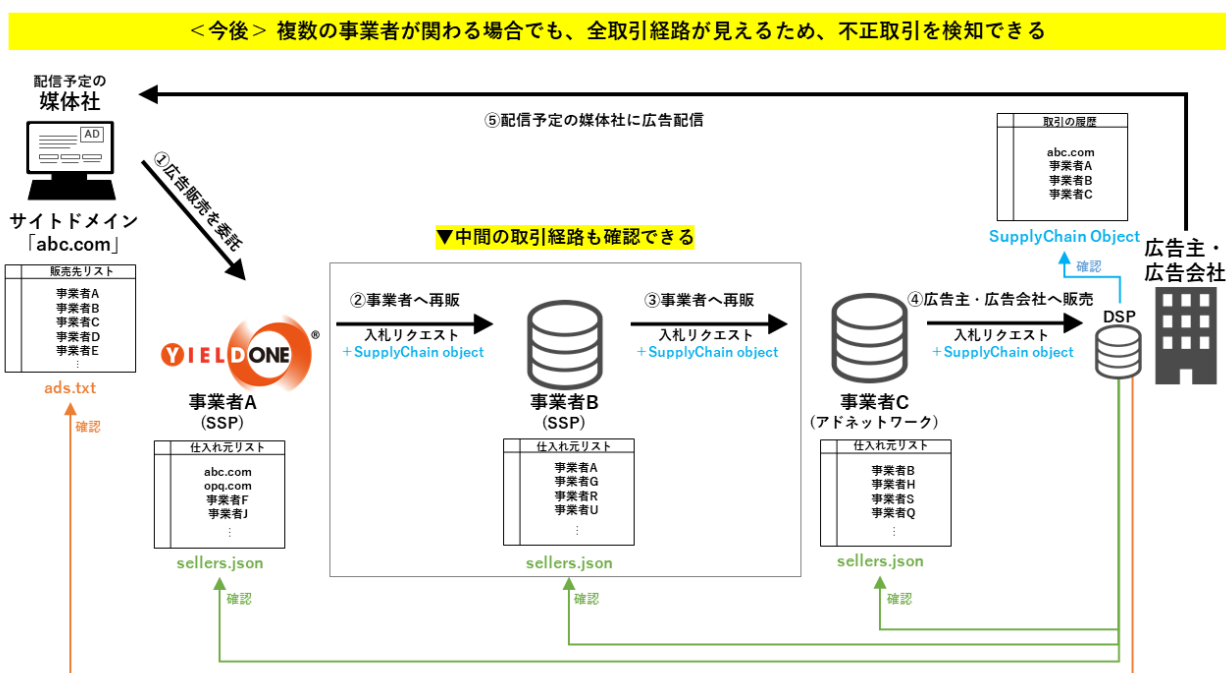 ＜今後＞ 複数の事業者が関わる場合でも、全取引経路が見えるため、不正取引を検知できる
配信予定の
媒体社
AD
サイトドメイン
「abc.com」
販売先リスト
事業者A
事業者B
事業者C
事業者D
事業者E
⋮
ads.txt
確認
①広告販売を委託
⑤配信予定の媒体社に広告配信
YIELD ONE ®
事業者A
(SSP)
仕入れ元リスト
abc.com
opq.com
事業者F
事業者J
⋮
sellers.json
確認
▼中間の取引経路も確認できる
②事業者へ再販
入札リクエスト
＋SupplyChain object
事業者B
(SSP)
仕入れ元リスト
事業者A
事業者G
事業者R
事業者U
⋮
sellers.json
確認
③事業者へ再販
入札リクエスト
＋SupplyChain object
事業者C
(アドネットワーク)
仕入れ元リスト
事業者B
事業者H
事業者S
事業者Q
⋮
sellers.json
確認
④広告主・広告会社へ販売
入札リクエスト
＋SupplyChain object
取引の履歴
abc.com
事業者A
事業者B
事業者C
SupplyChain Object
確認
DSP
広告主・
広告会社